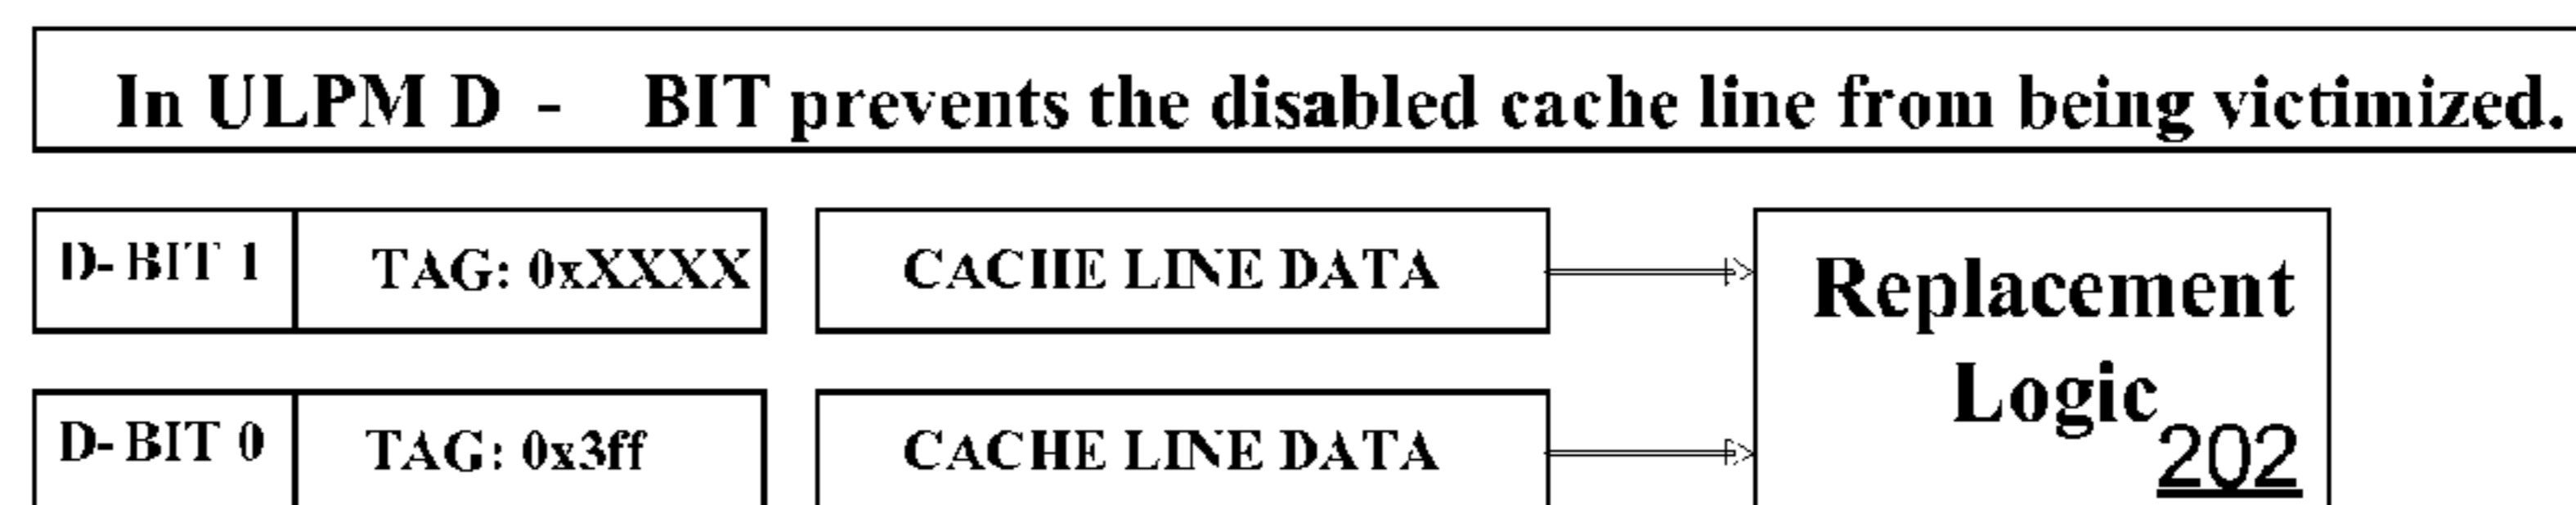 In ULPM D - BIT prevents the disabled cache line from being victimized.
D-BIT 1 TAG: 0xXXXX CACHE LINE DATA
Replacement
Logic
202
D-BIT 0 TAG: 0x3ff CACHE LINE DATA